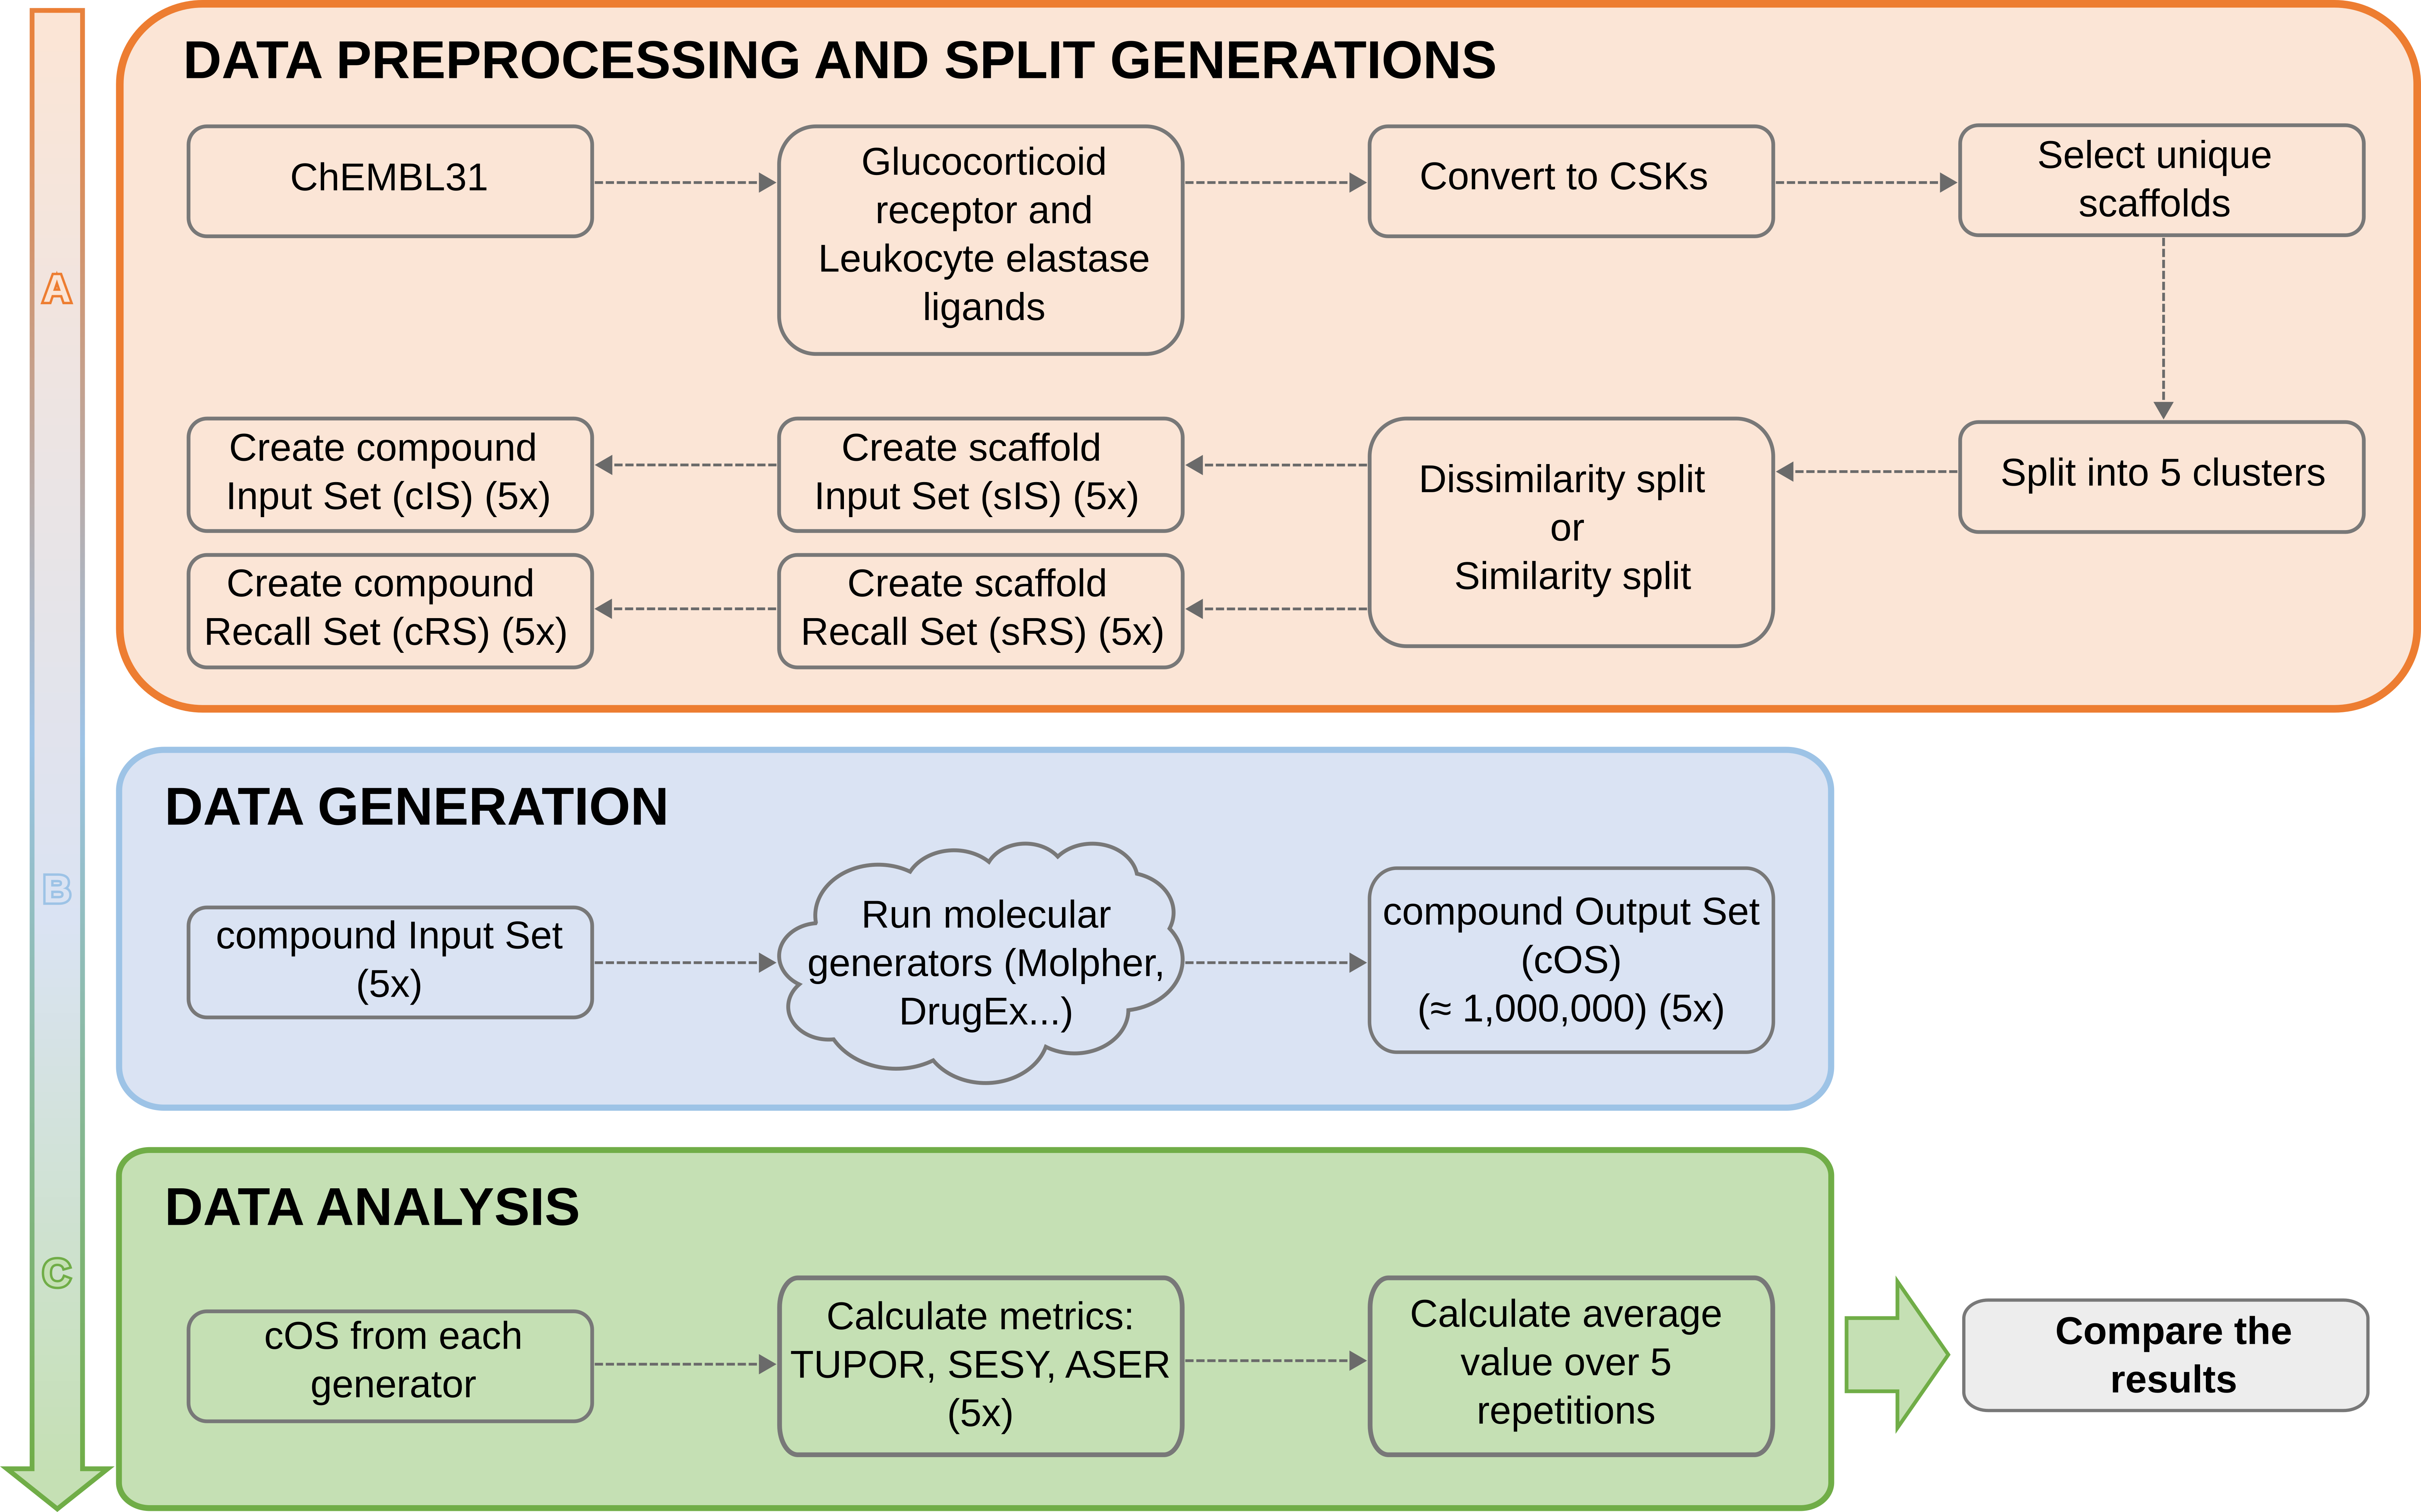 DATA PREPROCESSING AND SPLIT GENERATIONS
ChEMBL31
Glucocorticoid
receptor and
Leukocyte elastase
ligands
Convert to CSKs
Select unique
scaffolds
A
Split into 5 clusters
Dissimilarity split
or
Similarity split
Create scaffold
Input Set (sIS) (5x)
Create compound
Input Set (cIS) (5x)
Create scaffold
Recall Set (sRS) (5x)
Create compound
Recall Set (cRS) (5x)
DATA GENERATION
B
compound Input Set
(5x)
Run molecular
generators (Molpher,
DrugEx...)
compound Output Set
(cOS)
(≈ 1,000,000) (5x)
DATA ANALYSIS
C
cOS from each
generator
Calculate metrics:
TUPOR, SESY, ASER
(5x)
Calculate average
value over 5
repetitions
Compare the
results